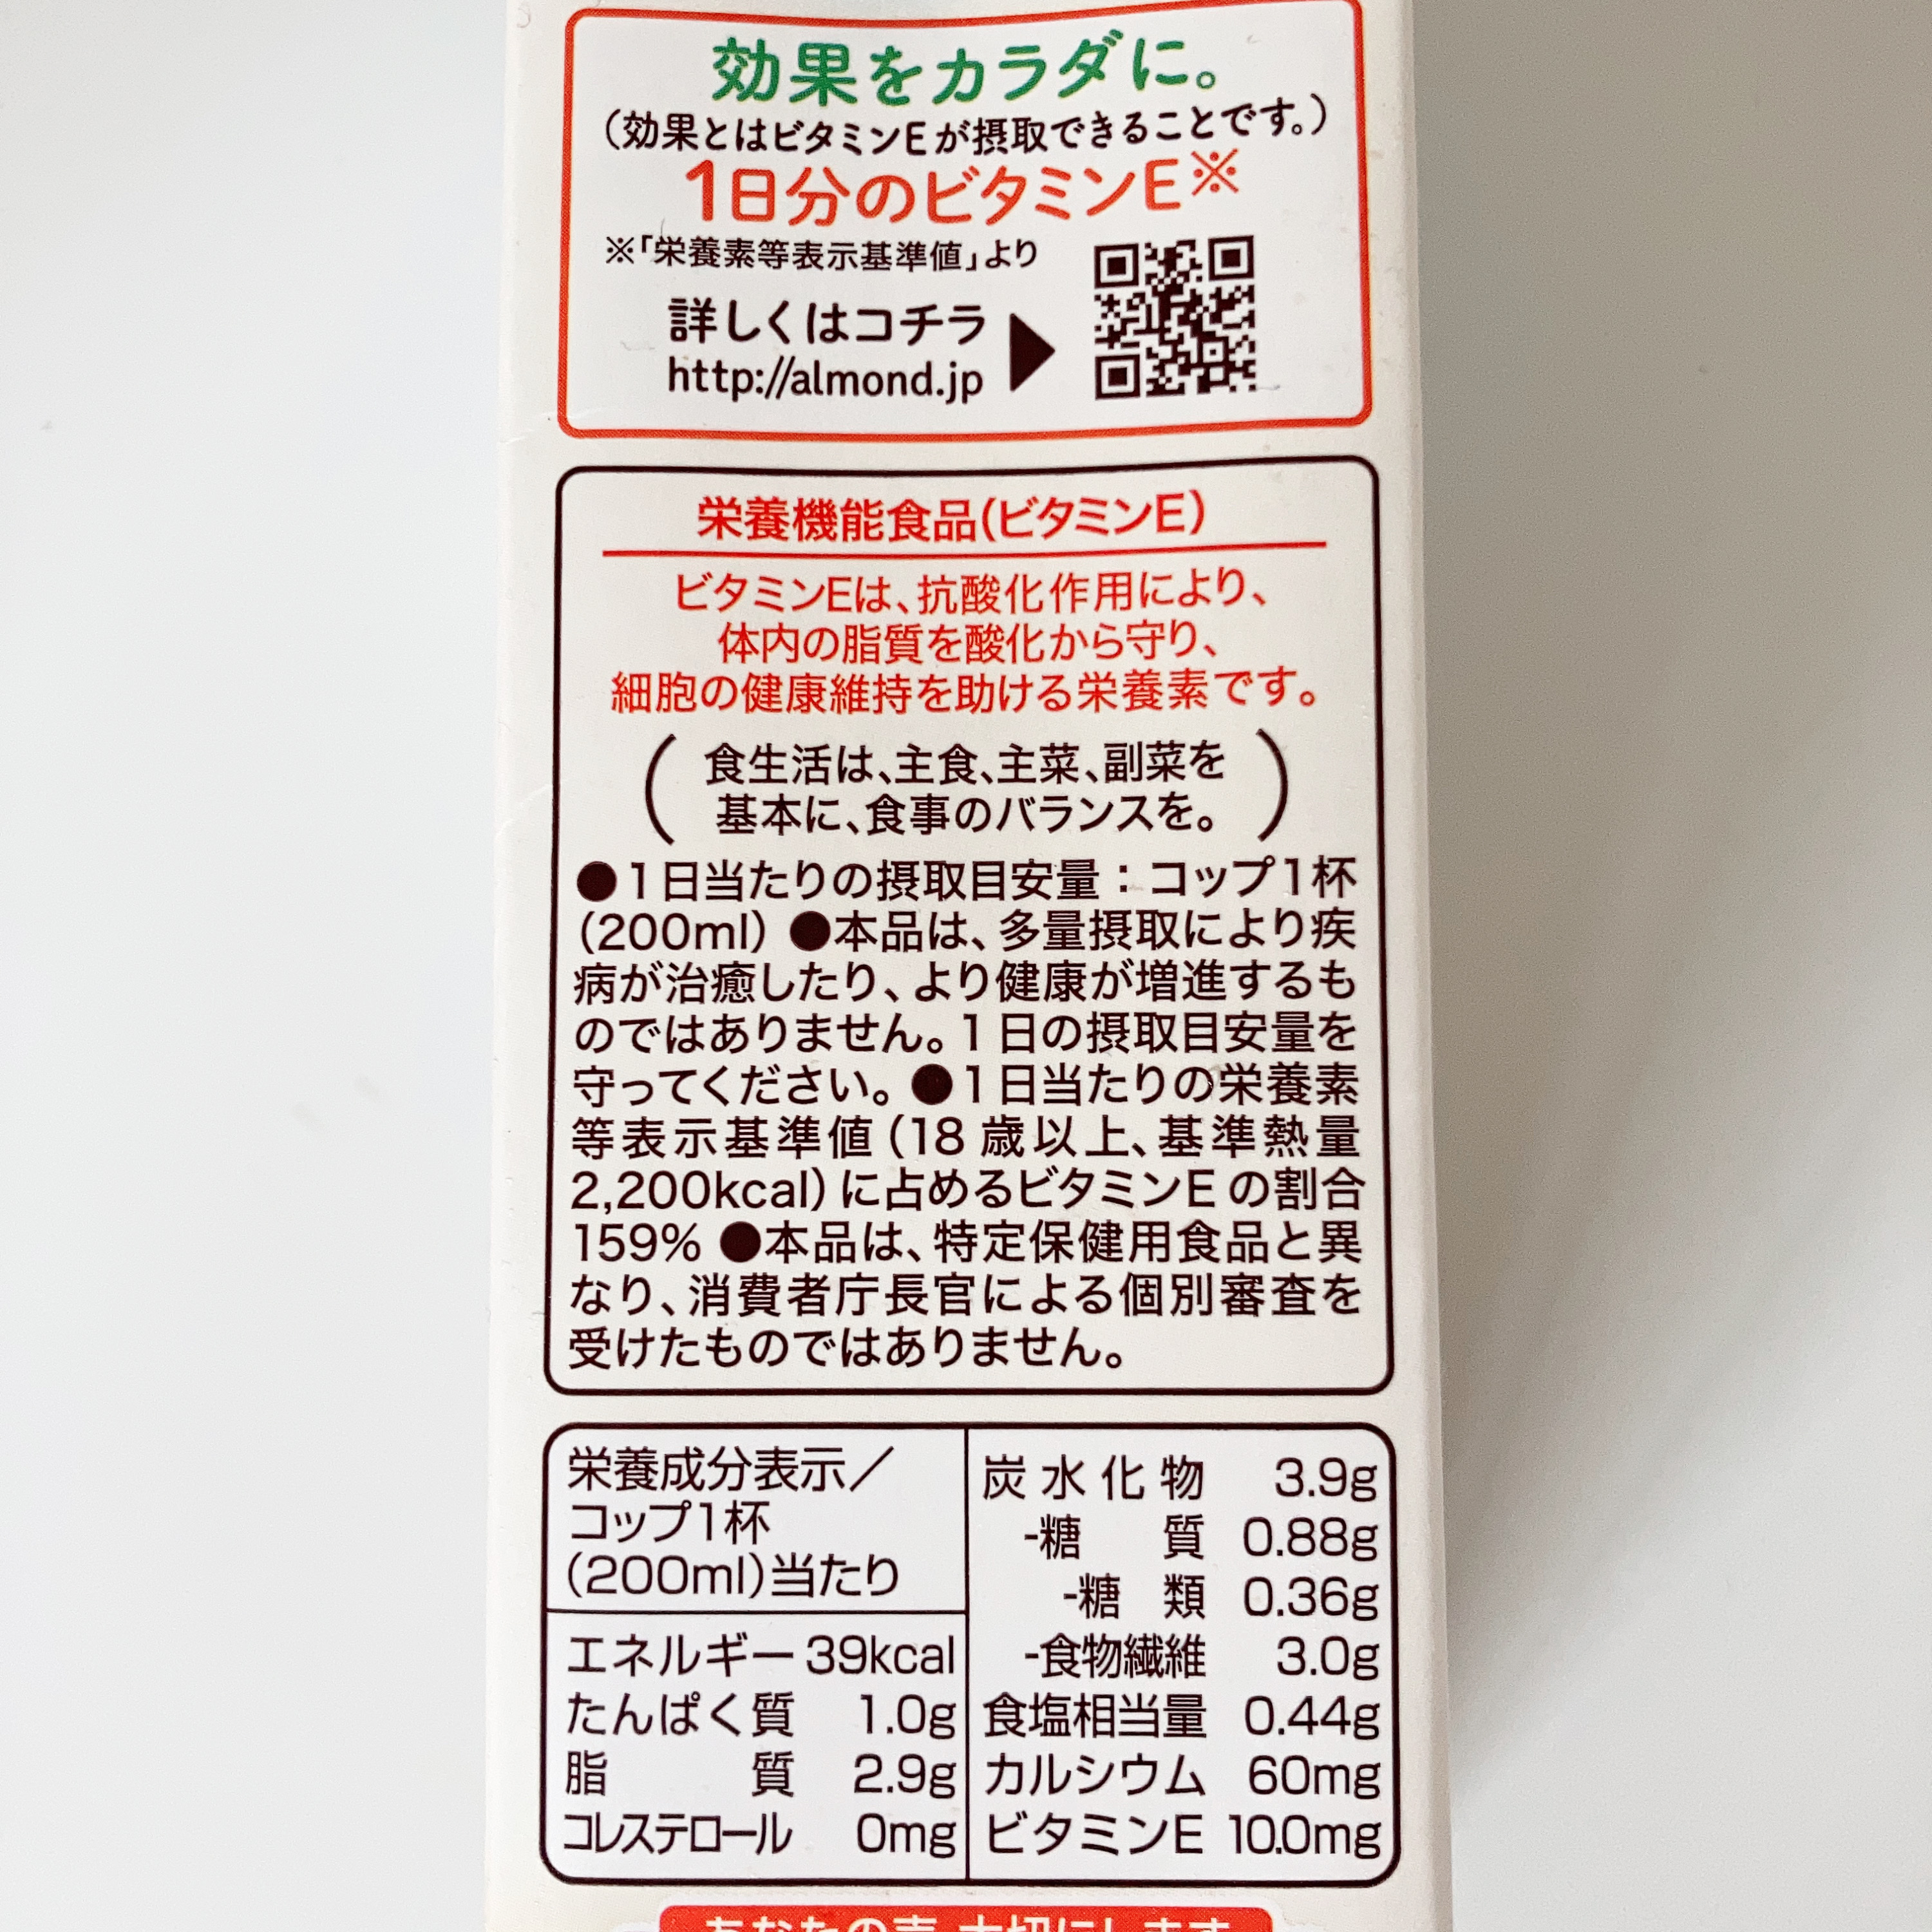 効果をカラダに。
(効果とはビタミンEが摂取できることです。)
1日分のビタミンE※
※「栄養素等表示基準値」より
詳しくはコチラ
http://almond.jp
栄養機能食品(ビタミンE)
ビタミンEは、抗酸化作用により、
体内の脂質を酸化から守り、
細胞の健康維持を助ける栄養素です。
食生活は、主食、主菜、副菜を
基本に、食事のバランスを。
●1日当たりの摂取目安量：コップ1杯
(200ml) ●本品は、多量摂取により疾
病が治癒したり、より健康が増進するも
のではありません。1日の摂取目安量を
守ってください。●1日当たりの栄養素
等表示基準値(18歳以上、基準熱量
2,200kcal)に占めるビタミンEの割合
159% ●本品は、特定保健用食品と異
なり、消費者庁長官による個別審査を
受けたものではありません。
栄養成分表示／
コップ1杯
(200ml)当たり
エネルギー 39kcal
たんぱく質 1.0g
脂質 2.9g
コレステロール 0mg
炭水化物 3.9g
-糖質 0.88g
-糖類 0.36g
-食物繊維 3.0g
食塩相当量 0.44g
カルシウム 60mg
ビタミンE 10.0mg